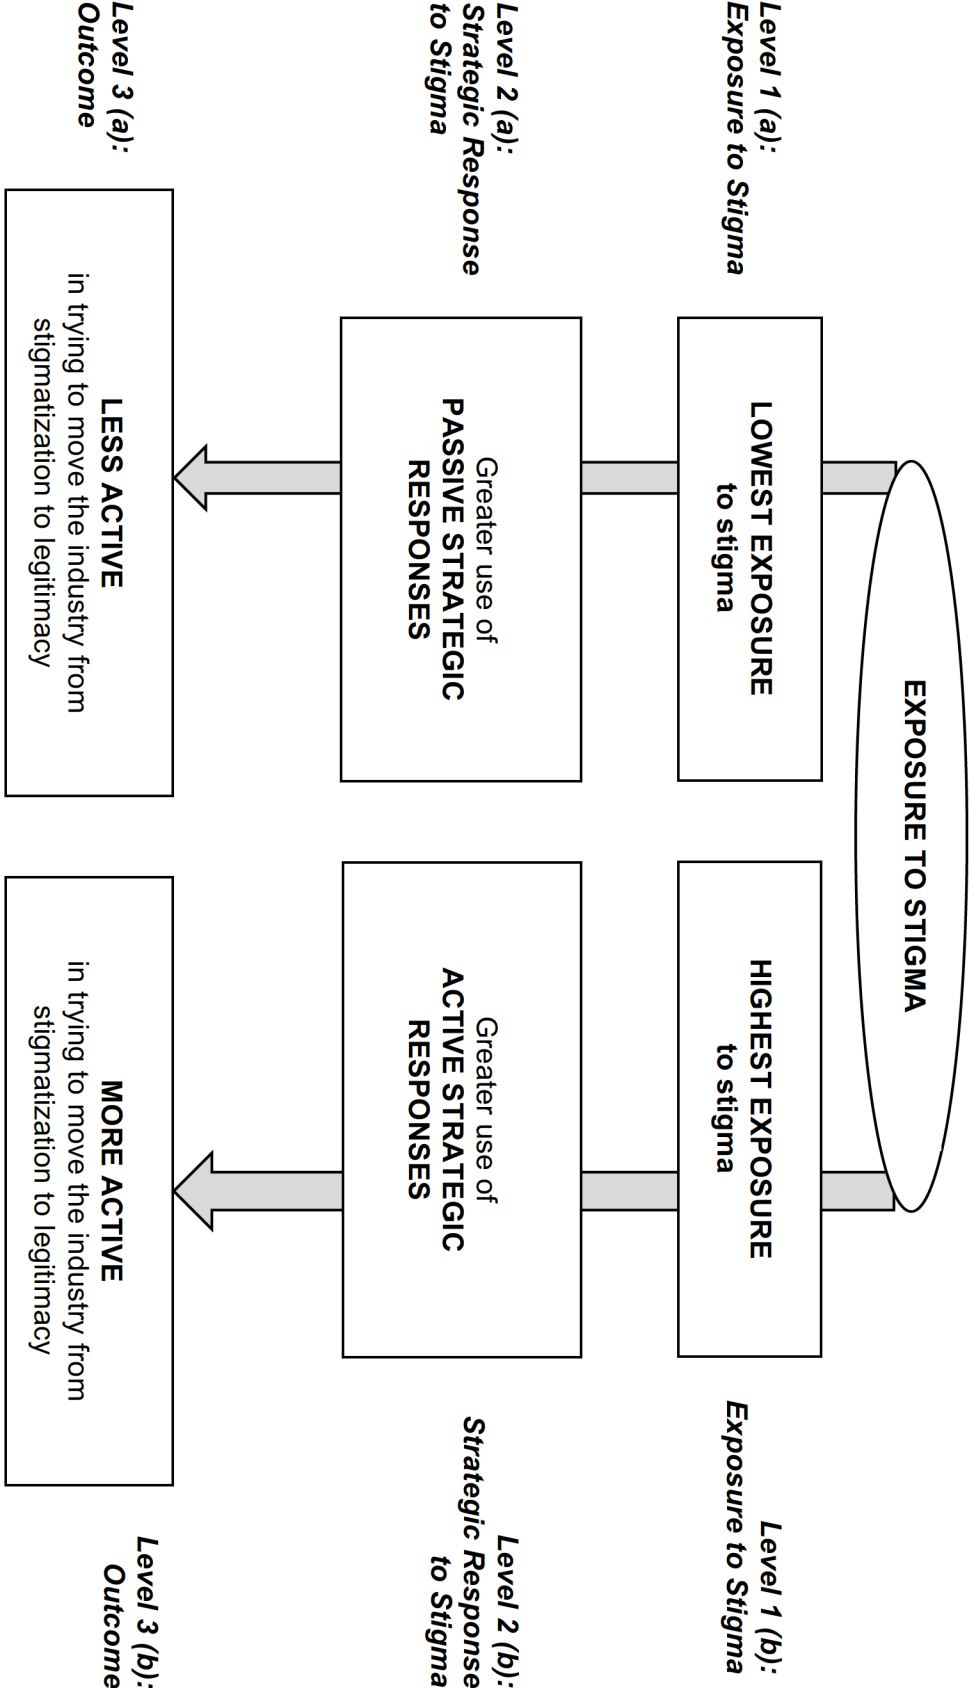 EXPOSURE TO STIGMA
Level 1 (a):
Exposure to Stigma
LOWEST EXPOSURE
to stigma
HIGHEST EXPOSURE
to stigma
Level 1 (b):
Exposure to Stigma
Level 2 (a):
Strategic Response
to Stigma
Greater use of
PASSIVE STRATEGIC
RESPONSES
Greater use of
ACTIVE STRATEGIC
RESPONSES
Level 2 (b):
Strategic Response
to Stigma
Level 3 (a):
Outcome
LESS ACTIVE
in trying to move the industry from
stigmatization to legitimacy
MORE ACTIVE
in trying to move the industry from
stigmatization to legitimacy
Level 3 (b):
Outcome